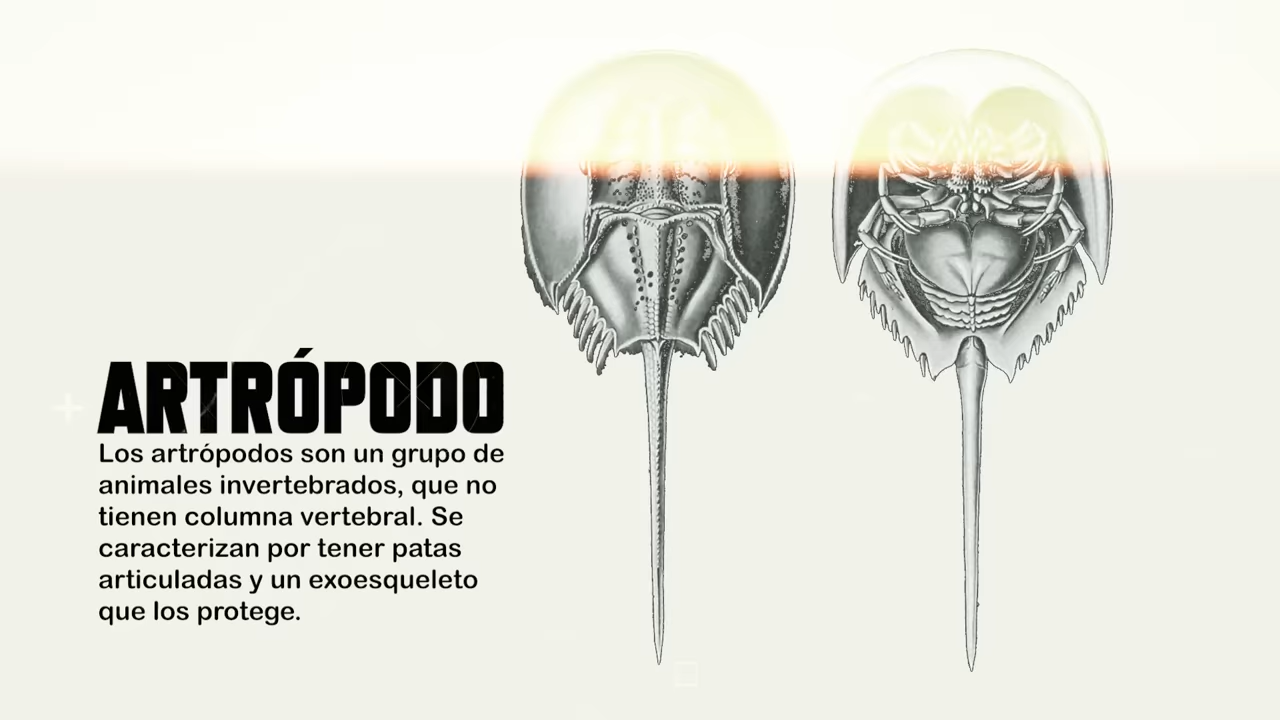 ARTRÓPODO
Los artrópodos son un grupo de
animales invertebrados, que no
tienen columna vertebral. Se
caracterizan por tener patas
articuladas y un exoesqueleto
que los protege.